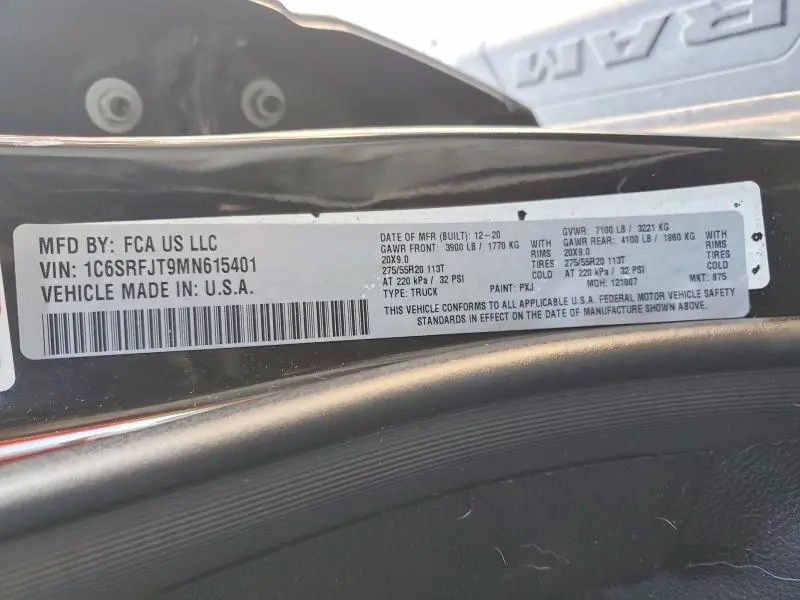 RAM
MFD BY: FCA US LLC
VIN: 1C6SRFJT9MN615401
VEHICLE MADE IN: U.S.A.
DATE OF MFR (BUILT): 12-20
GVWR: 7100 LB / 3221 KG
GAWR FRONT: 3900 LB / 1770 KG WITH
GAWR REAR: 4100 LB / 1860 KG WITH
20X9.0 RIMS
20X9.0 RIMS
275/55R20 113T TIRES
275/55R20 113T TIRES
AT 220 kPa / 32 PSI
AT 220 kPa / 32 PSI
TYPE: TRUCK PAINT: PXJ MDH: 121807 MKT: 875
THIS VEHICLE CONFORMS TO ALL APPLICABLE U.S.A. FEDERAL MOTOR VEHICLE SAFETY
STANDARDS IN EFFECT ON THE DATE OF MANUFACTURE SHOWN ABOVE.